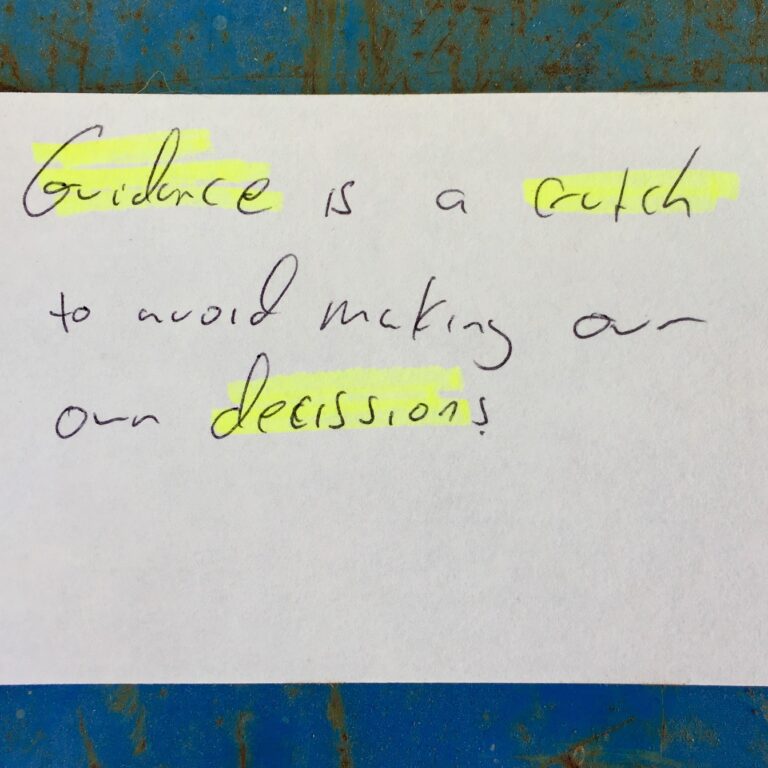 Guidance is a crutch
to avoid making our
own decissions